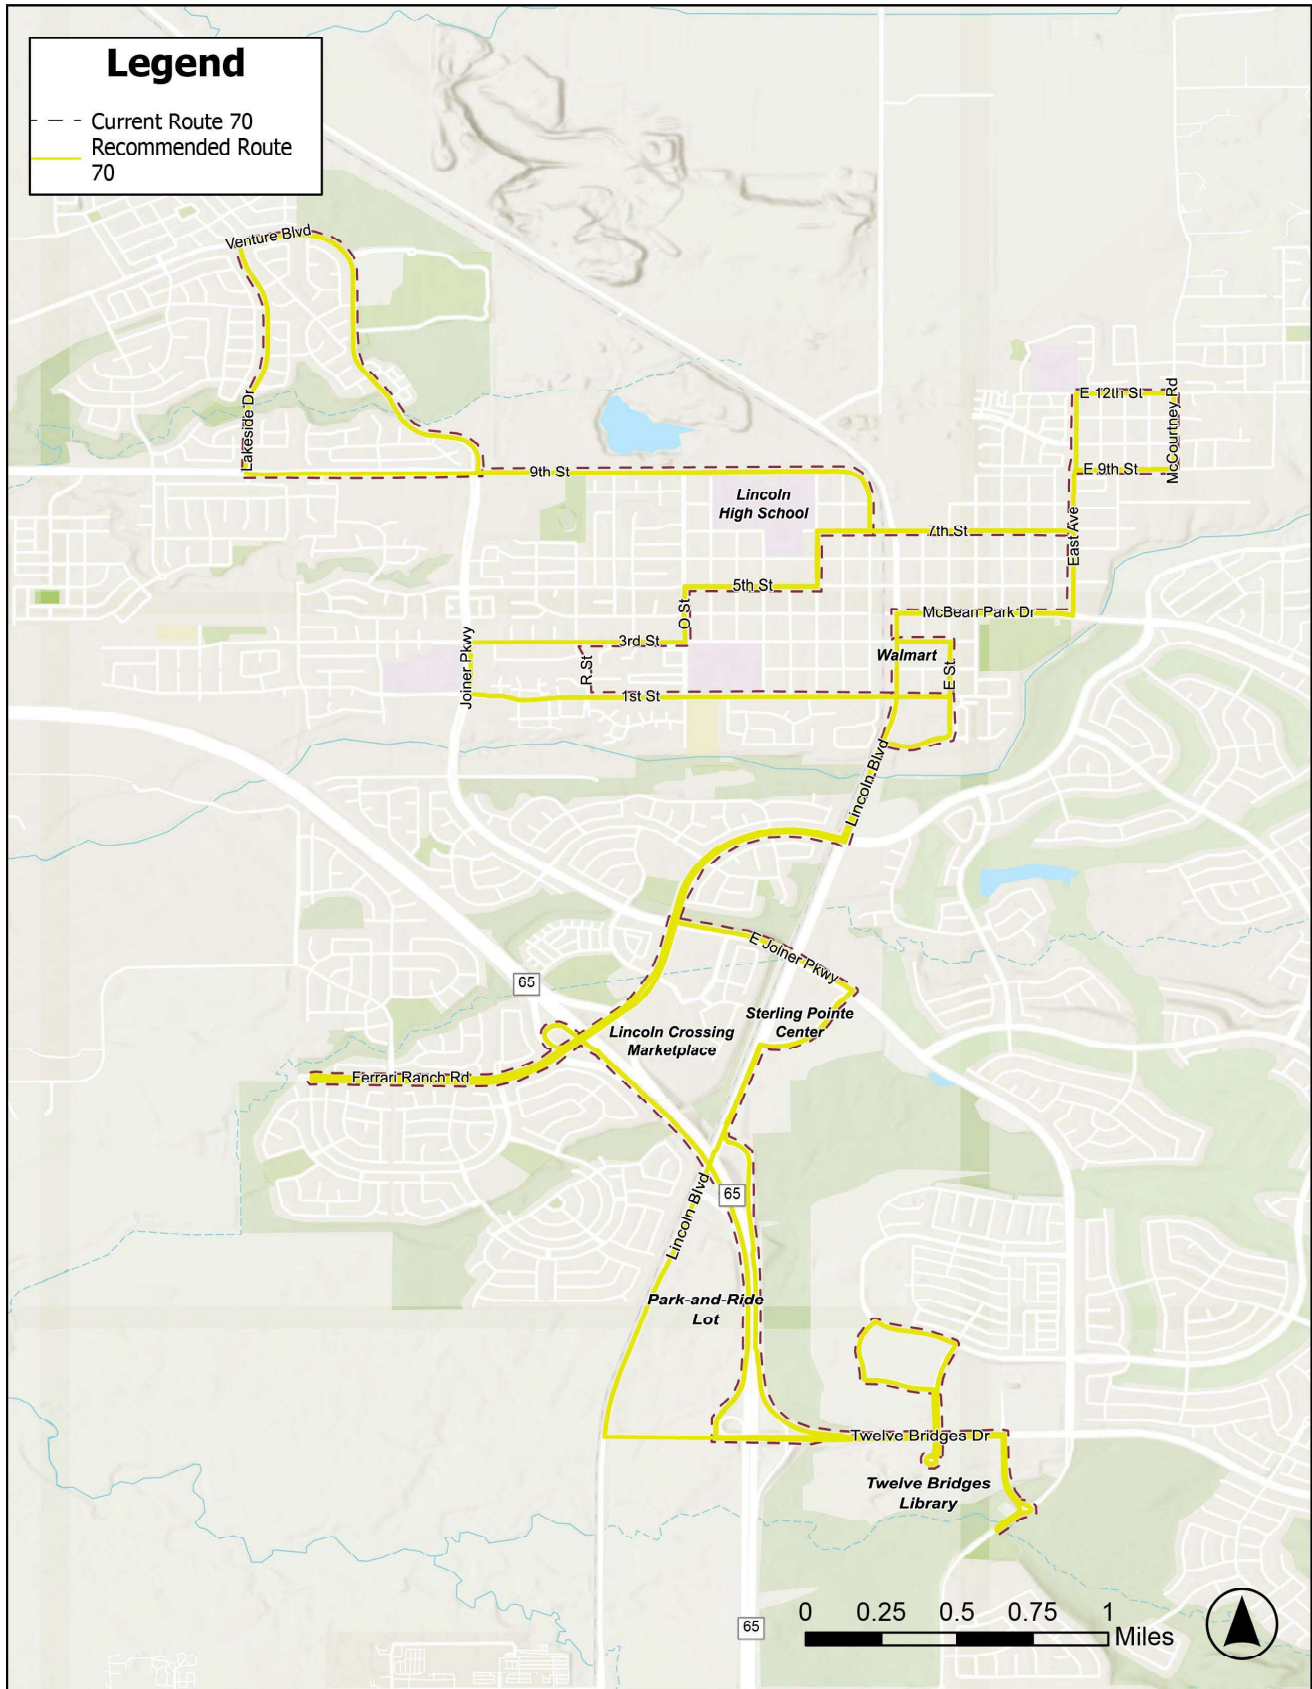 Legend
Current Route 70
Recommended Route
70
Venture Blvd
Lakeside Dr
E 12th St
McCourtney Rd
9th St
E 9th St
Lincoln
High School
7th St
East Ave
5th St
O St
McBean Park Dr
3rd St
Walmart
Joiner Pkwy
R St
E St
1st St
Lincoln Blvd
E Joiner Pkwy
65
Sterling Pointe
Center
Lincoln Crossing
Marketplace
Ferrari Ranch Rd
65
Lincoln Blvd
Park-and-Ride
Lot
Twelve Bridges Dr
Twelve Bridges
Library
65
0 0.25 0.5 0.75 1
Miles